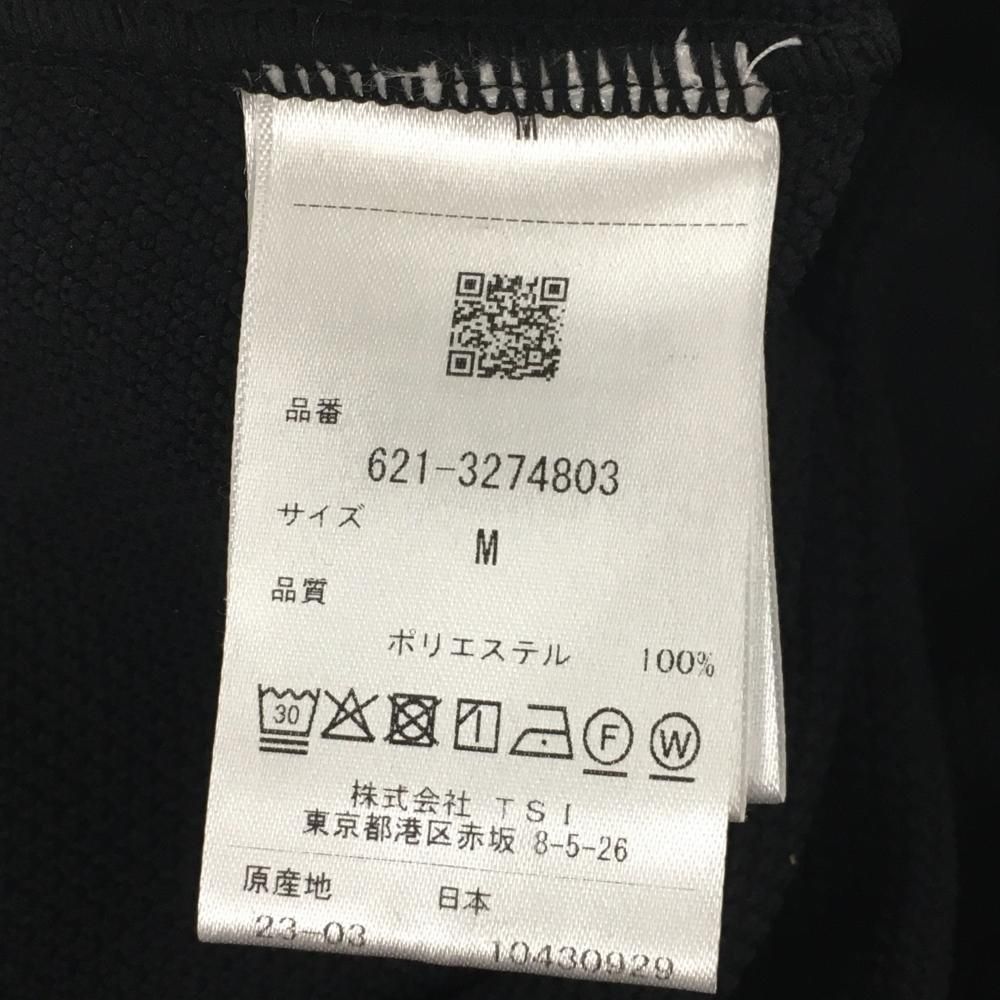 M
品番
621-3274803
サイズ
M
品質
ポリエステル 100%
30 F W
株式会社 TSI
東京都港区赤坂 8-5-26
原産地 日本
23-03 10430929